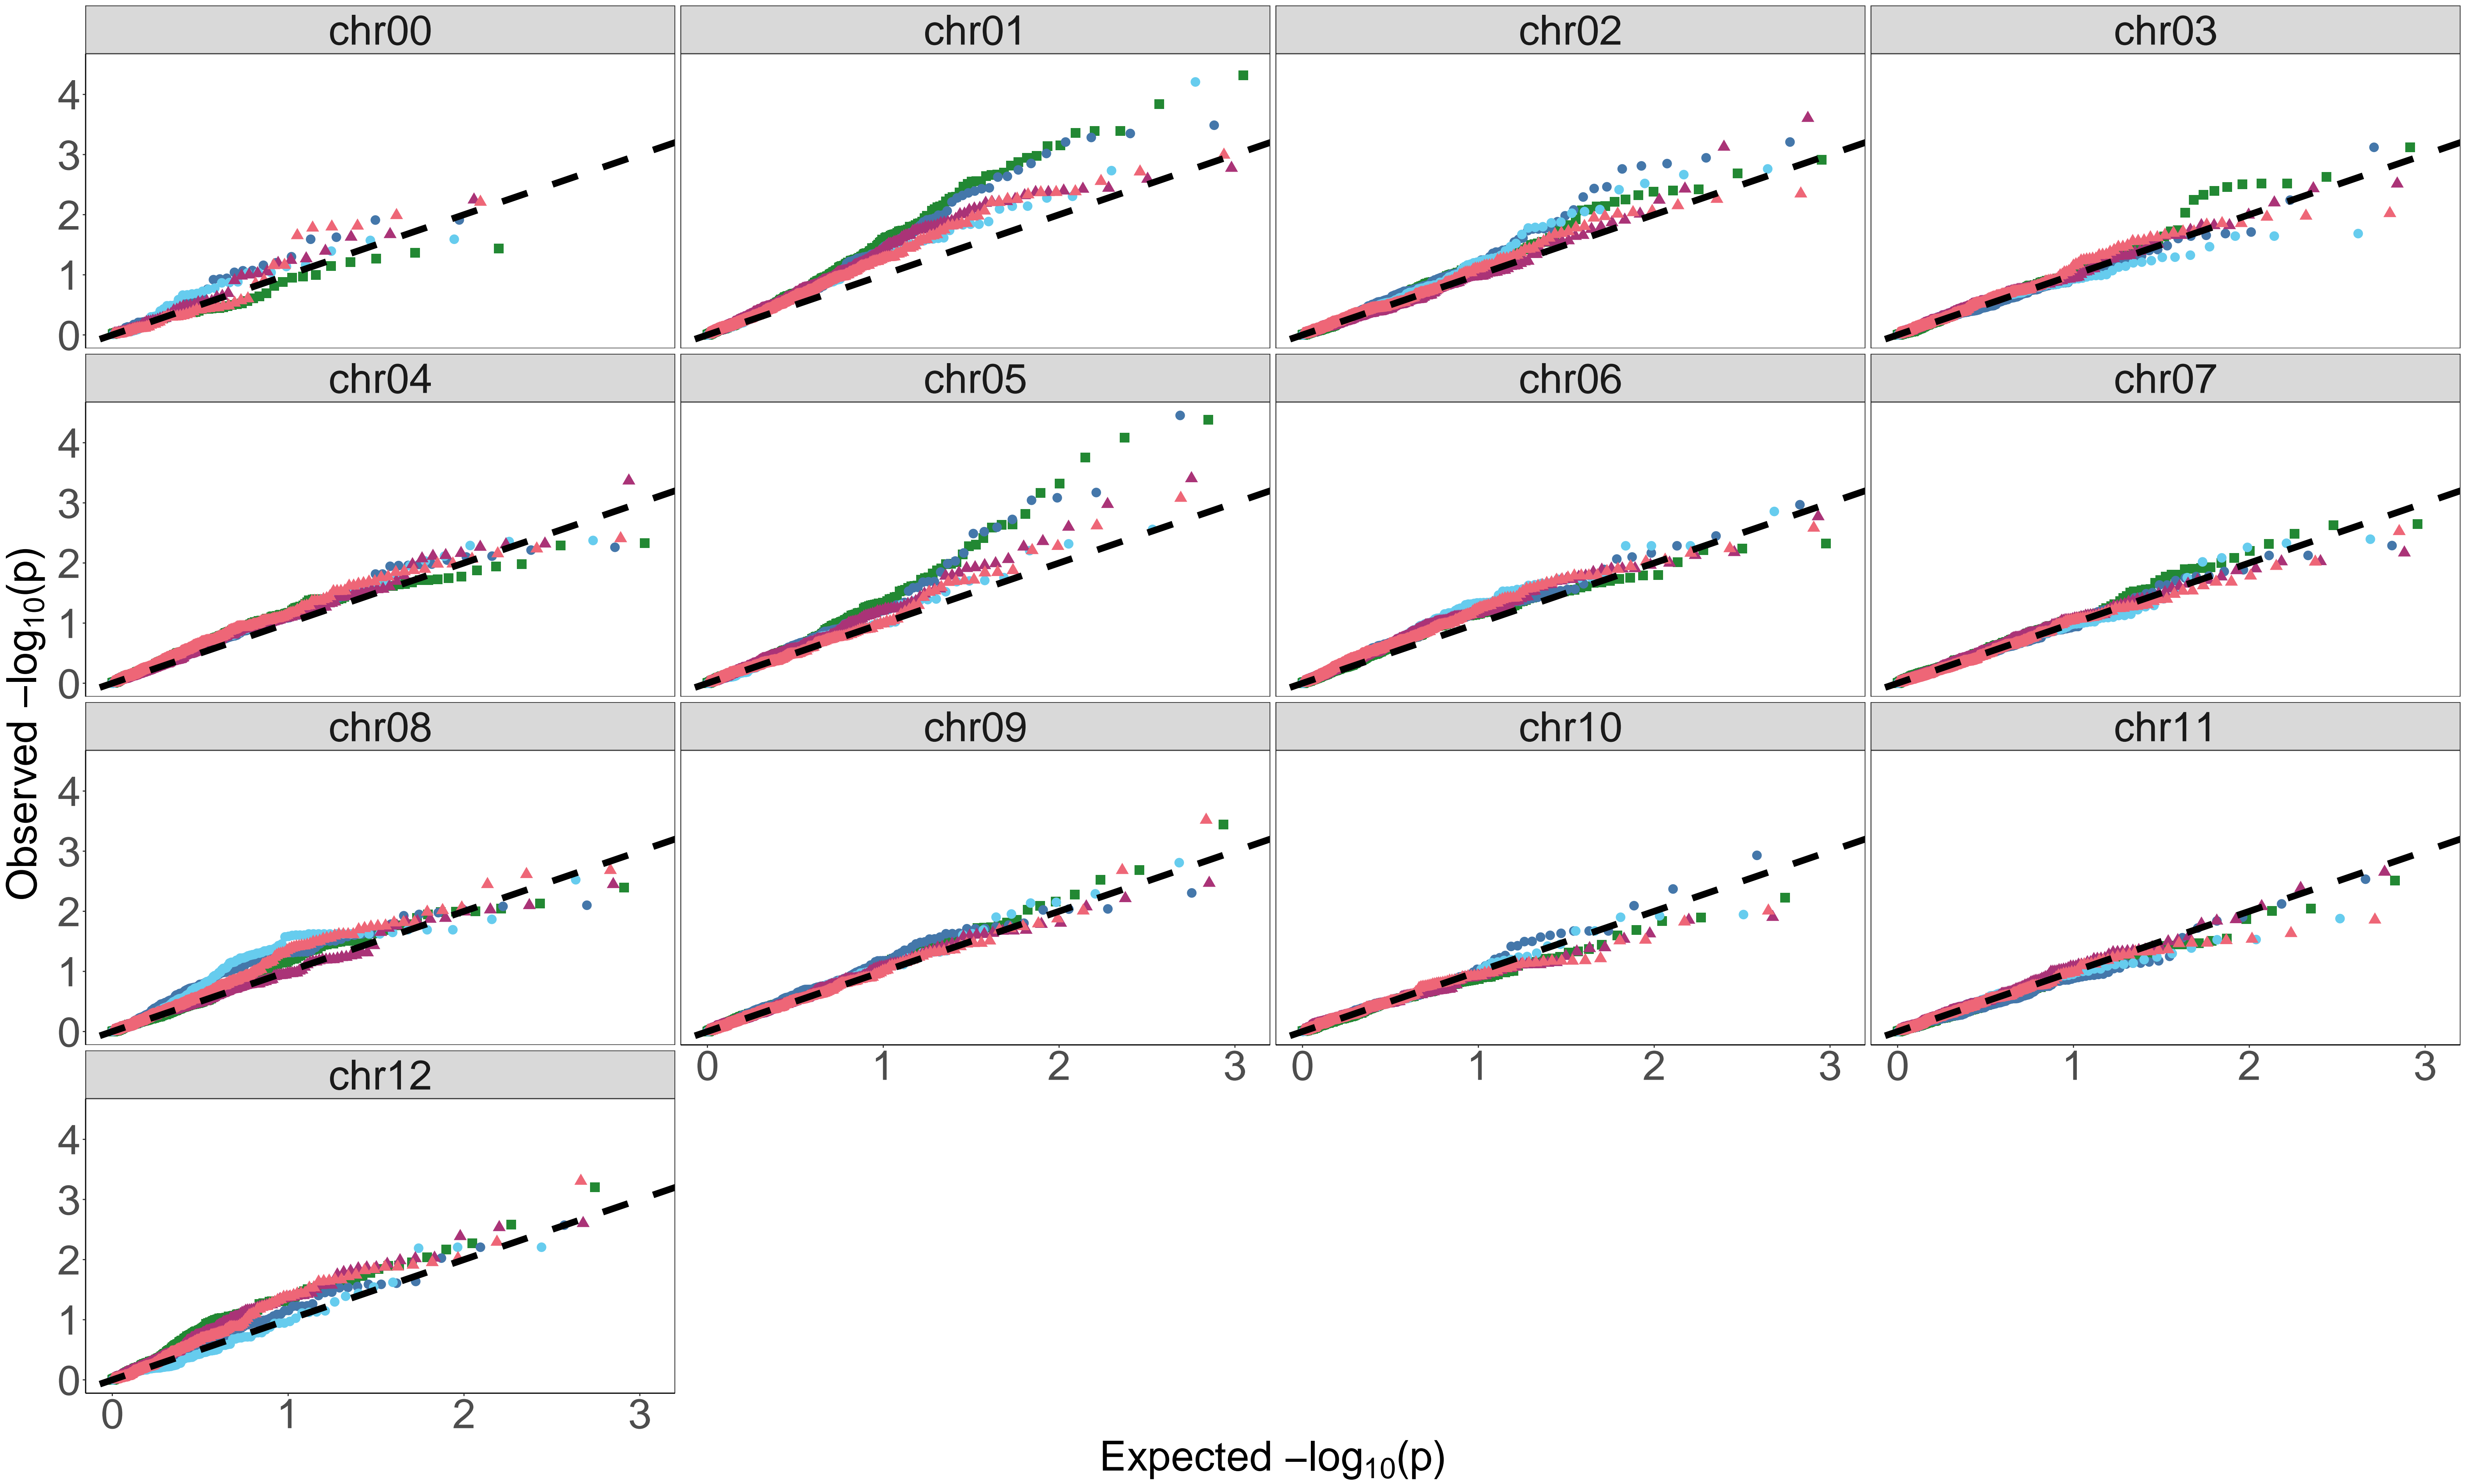 chr00 chr01 chr02 chr03
4
3
2
1
0
chr04 chr05 chr06 chr07
4
3
2
1
0
Observed −log10(p)
chr08 chr09 chr10 chr11
4
3
2
1
0
0 1 2 3 0 1 2 3 0 1 2 3
chr12
4
3
2
1
0
0 1 2 3
Expected −log10(p)